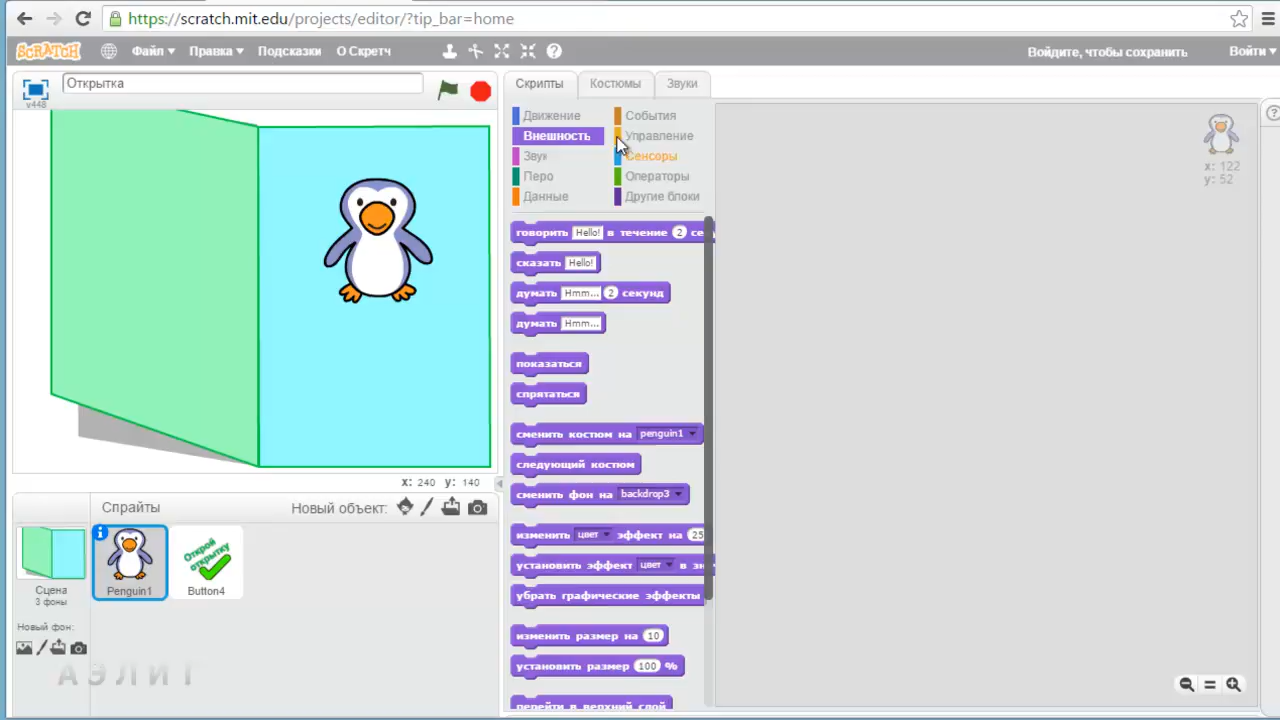 https://scratch.mit.edu/projects/editor/?tip_bar=home
SCRATCH Файл Правка Подсказки О Скретч Войдите, чтобы сохранить Войти
v448 Открытка
Скрипты Костюмы Звуки
Движение События
Внешность Управление
Звук Сенсоры
Перо Операторы
Данные Другие блоки
x: 122
y: 52
говорить Hello! в течение 2 се
сказать Hello!
думать Hmm... 2 секунд
думать Hmm...
показаться
спрятаться
сменить костюм на penguin1
следующий костюм
сменить фон на backdrop3
изменить цвет эффект на 25
установить эффект цвет в зн
убрать графические эффекты
изменить размер на 10
установить размер 100 %
перейти в верхний слой
x: 240 y: 140
Спрайты Новый объект:
Сцена
3 фоны
Penguin1
Открой
открытку
Button4
Новый фон:
АЭЛИТ